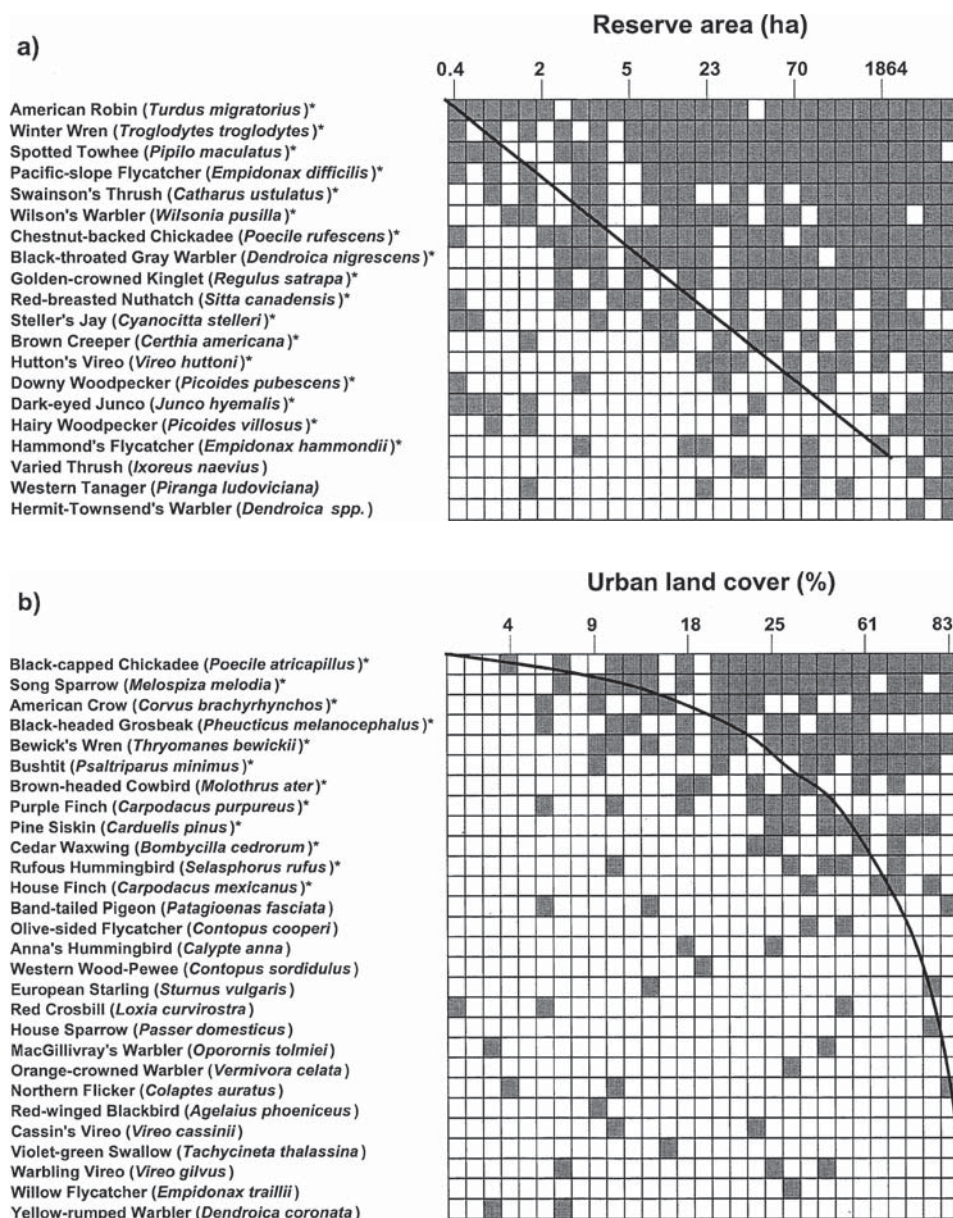 Reserve area (ha)
a)
0.4 2 5 23 70 1864
American Robin (Turdus migratorius)*
Winter Wren (Troglodytes troglodytes)*
Spotted Towhee (Pipilo maculatus)*
Pacific-slope Flycatcher (Empidonax difficilis)*
Swainson's Thrush (Catharus ustulatus)*
Wilson's Warbler (Wilsonia pusilla)*
Chestnut-backed Chickadee (Poecile rufescens)*
Black-throated Gray Warbler (Dendroica nigrescens)*
Golden-crowned Kinglet (Regulus satrapa)*
Red-breasted Nuthatch (Sitta canadensis)*
Steller's Jay (Cyanocitta stelleri)*
Brown Creeper (Certhia americana)*
Hutton's Vireo (Vireo huttoni)*
Downy Woodpecker (Picoides pubescens)*
Dark-eyed Junco (Junco hyemalis)*
Hairy Woodpecker (Picoides villosus)*
Hammond's Flycatcher (Empidonax hammondii)*
Varied Thrush (Ixoreus naevius)
Western Tanager (Piranga ludoviciana)
Hermit-Townsend's Warbler (Dendroica spp.)
Urban land cover (%)
b)
4 9 18 25 61 83
Black-capped Chickadee (Poecile atricapillus)*
Song Sparrow (Melospiza melodia)*
American Crow (Corvus brachyrhynchos)*
Black-headed Grosbeak (Pheucticus melanocephalus)*
Bewick's Wren (Thryomanes bewickii)*
Bushtit (Psaltriparus minimus)*
Brown-headed Cowbird (Molothrus ater)*
Purple Finch (Carpodacus purpureus)*
Pine Siskin (Carduelis pinus)*
Cedar Waxwing (Bombycilla cedrorum)*
Rufous Hummingbird (Selasphorus rufus)*
House Finch (Carpodacus mexicanus)*
Band-tailed Pigeon (Patagioenas fasciata)
Olive-sided Flycatcher (Contopus cooperi)
Anna's Hummingbird (Calypte anna)
Western Wood-Pewee (Contopus sordidulus)
European Starling (Sturnus vulgaris)
Red Crosbill (Loxia curvirostra)
House Sparrow (Passer domesticus)
MacGillivray's Warbler (Oporornis tolmiei)
Orange-crowned Warbler (Vermivora celata)
Northern Flicker (Colaptes auratus)
Red-winged Blackbird (Agelaius phoeniceus)
Cassin's Vireo (Vireo cassinii)
Violet-green Swallow (Tachycineta thalassina)
Warbling Vireo (Vireo gilvus)
Willow Flycatcher (Empidonax traillii)
Yellow-rumped Warbler (Dendroica coronata)